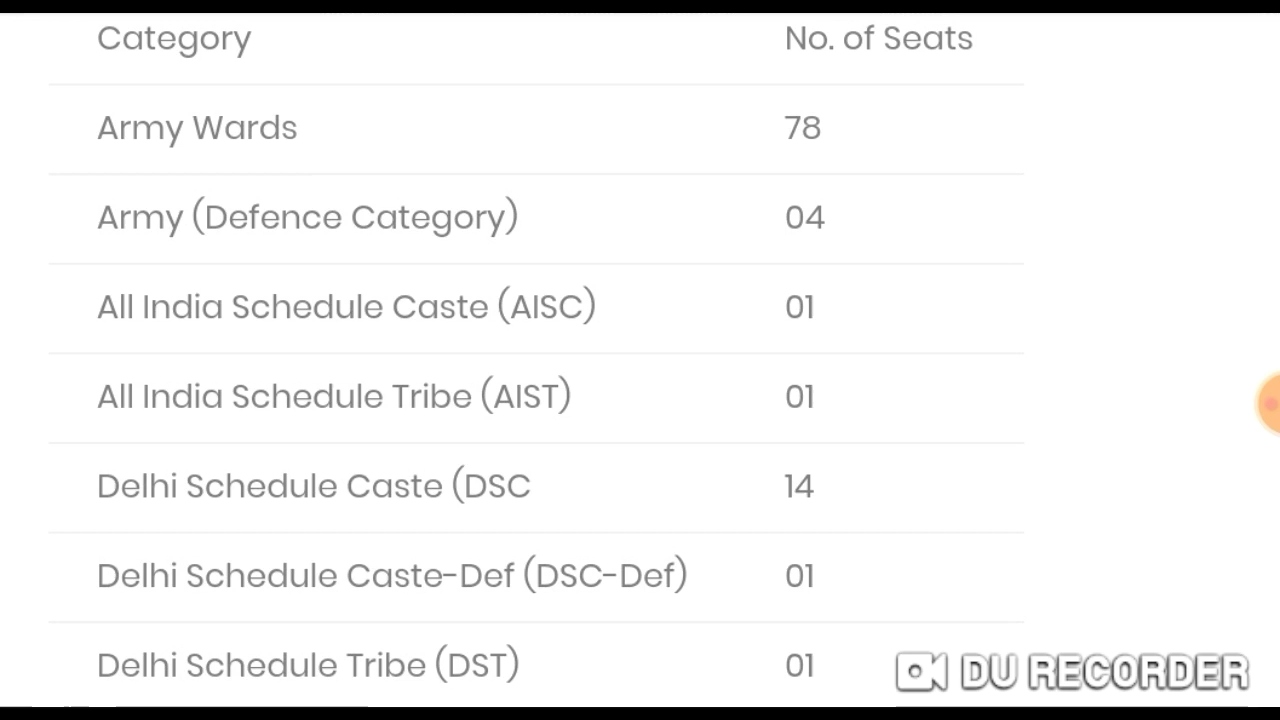 Category No. of Seats
Army Wards 78
Army (Defence Category) 04
All India Schedule Caste (AISC) 01
All India Schedule Tribe (AIST) 01
Delhi Schedule Caste (DSC 14
Delhi Schedule Caste-Def (DSC-Def) 01
Delhi Schedule Tribe (DST) 01
DU RECORDER